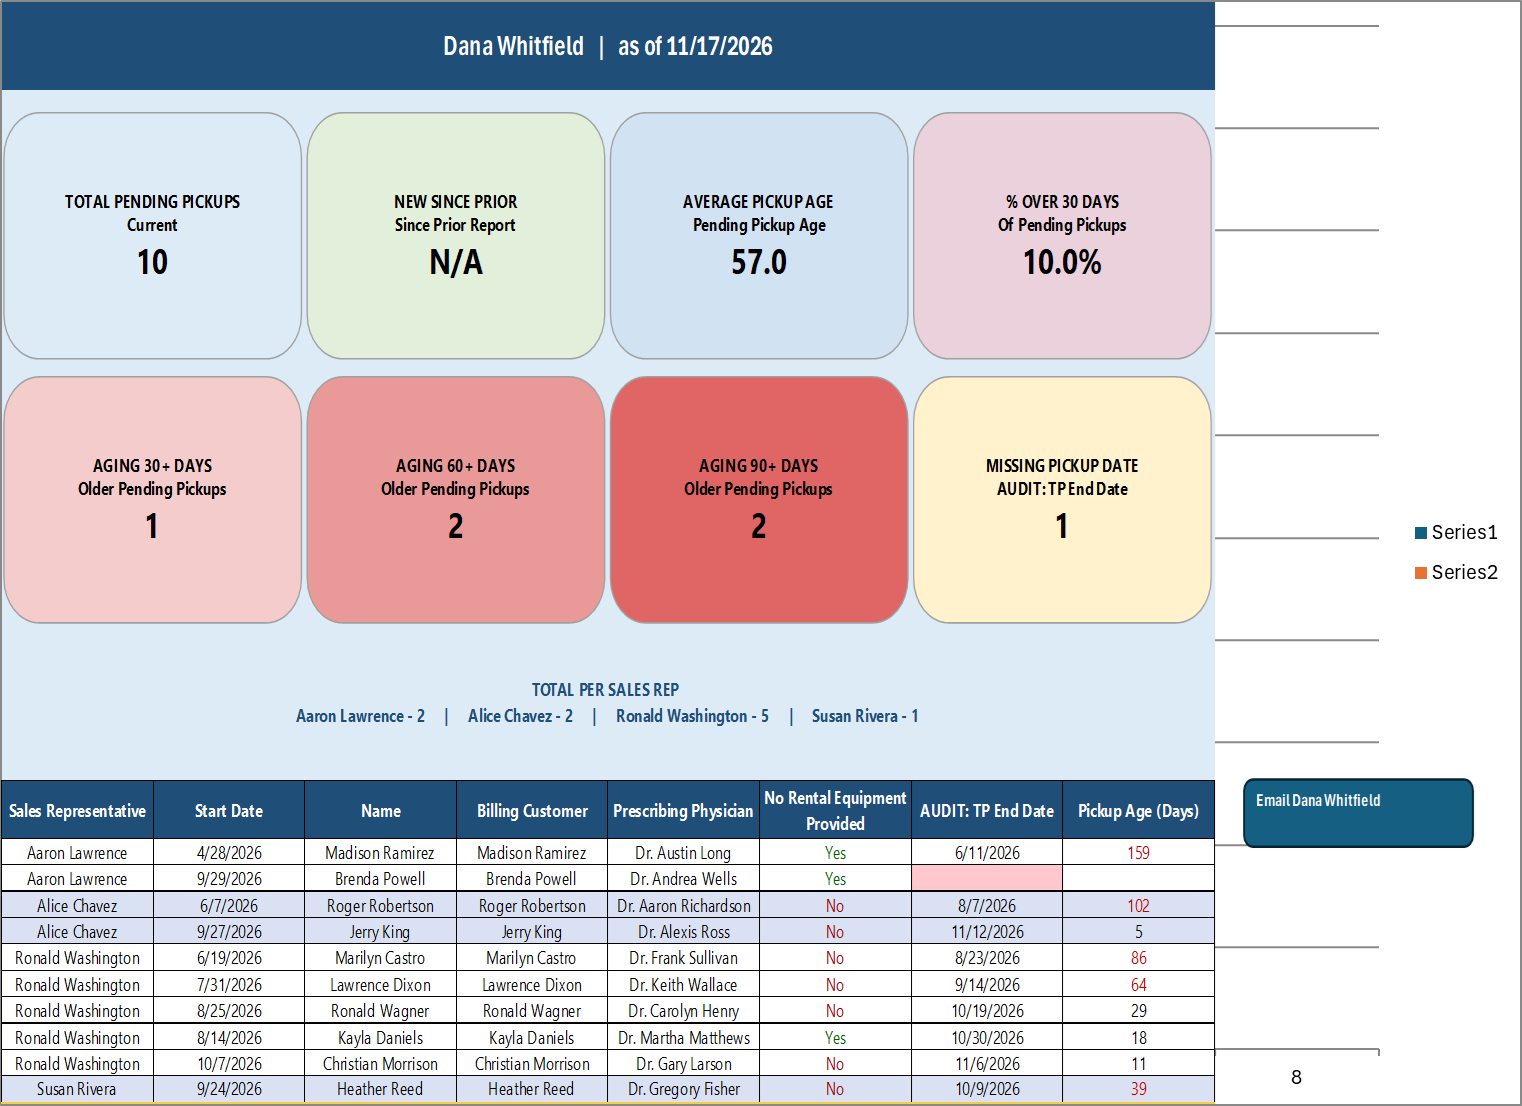 Dana Whitfield | as of 11/17/2026
TOTAL PENDING PICKUPS
Current
10
NEW SINCE PRIOR
Since Prior Report
N/A
AVERAGE PICKUP AGE
Pending Pickup Age
57.0
% OVER 30 DAYS
Of Pending Pickups
10.0%
AGING 30+ DAYS
Older Pending Pickups
1
AGING 60+ DAYS
Older Pending Pickups
2
AGING 90+ DAYS
Older Pending Pickups
2
MISSING PICKUP DATE
AUDIT: TP End Date
1
Series1
Series2
TOTAL PER SALES REP
Aaron Lawrence - 2 | Alice Chavez - 2 | Ronald Washington - 5 | Susan Rivera - 1
Email Dana Whitfield
Sales Representative Start Date Name Billing Customer Prescribing Physician No Rental Equipment Provided AUDIT: TP End Date Pickup Age (Days)
Aaron Lawrence 4/28/2026 Madison Ramirez Madison Ramirez Dr. Austin Long Yes 6/11/2026 159
Aaron Lawrence 9/29/2026 Brenda Powell Brenda Powell Dr. Andrea Wells Yes
Alice Chavez 6/7/2026 Roger Robertson Roger Robertson Dr. Aaron Richardson No 8/7/2026 102
Alice Chavez 9/27/2026 Jerry King Jerry King Dr. Alexis Ross No 11/12/2026 5
Ronald Washington 6/19/2026 Marilyn Castro Marilyn Castro Dr. Frank Sullivan No 8/23/2026 86
Ronald Washington 7/31/2026 Lawrence Dixon Lawrence Dixon Dr. Keith Wallace No 9/14/2026 64
Ronald Washington 8/25/2026 Ronald Wagner Ronald Wagner Dr. Carolyn Henry No 10/19/2026 29
Ronald Washington 8/14/2026 Kayla Daniels Kayla Daniels Dr. Martha Matthews Yes 10/30/2026 18
Ronald Washington 10/7/2026 Christian Morrison Christian Morrison Dr. Gary Larson No 11/6/2026 11
Susan Rivera 9/24/2026 Heather Reed Heather Reed Dr. Gregory Fisher No 10/9/2026 39
8